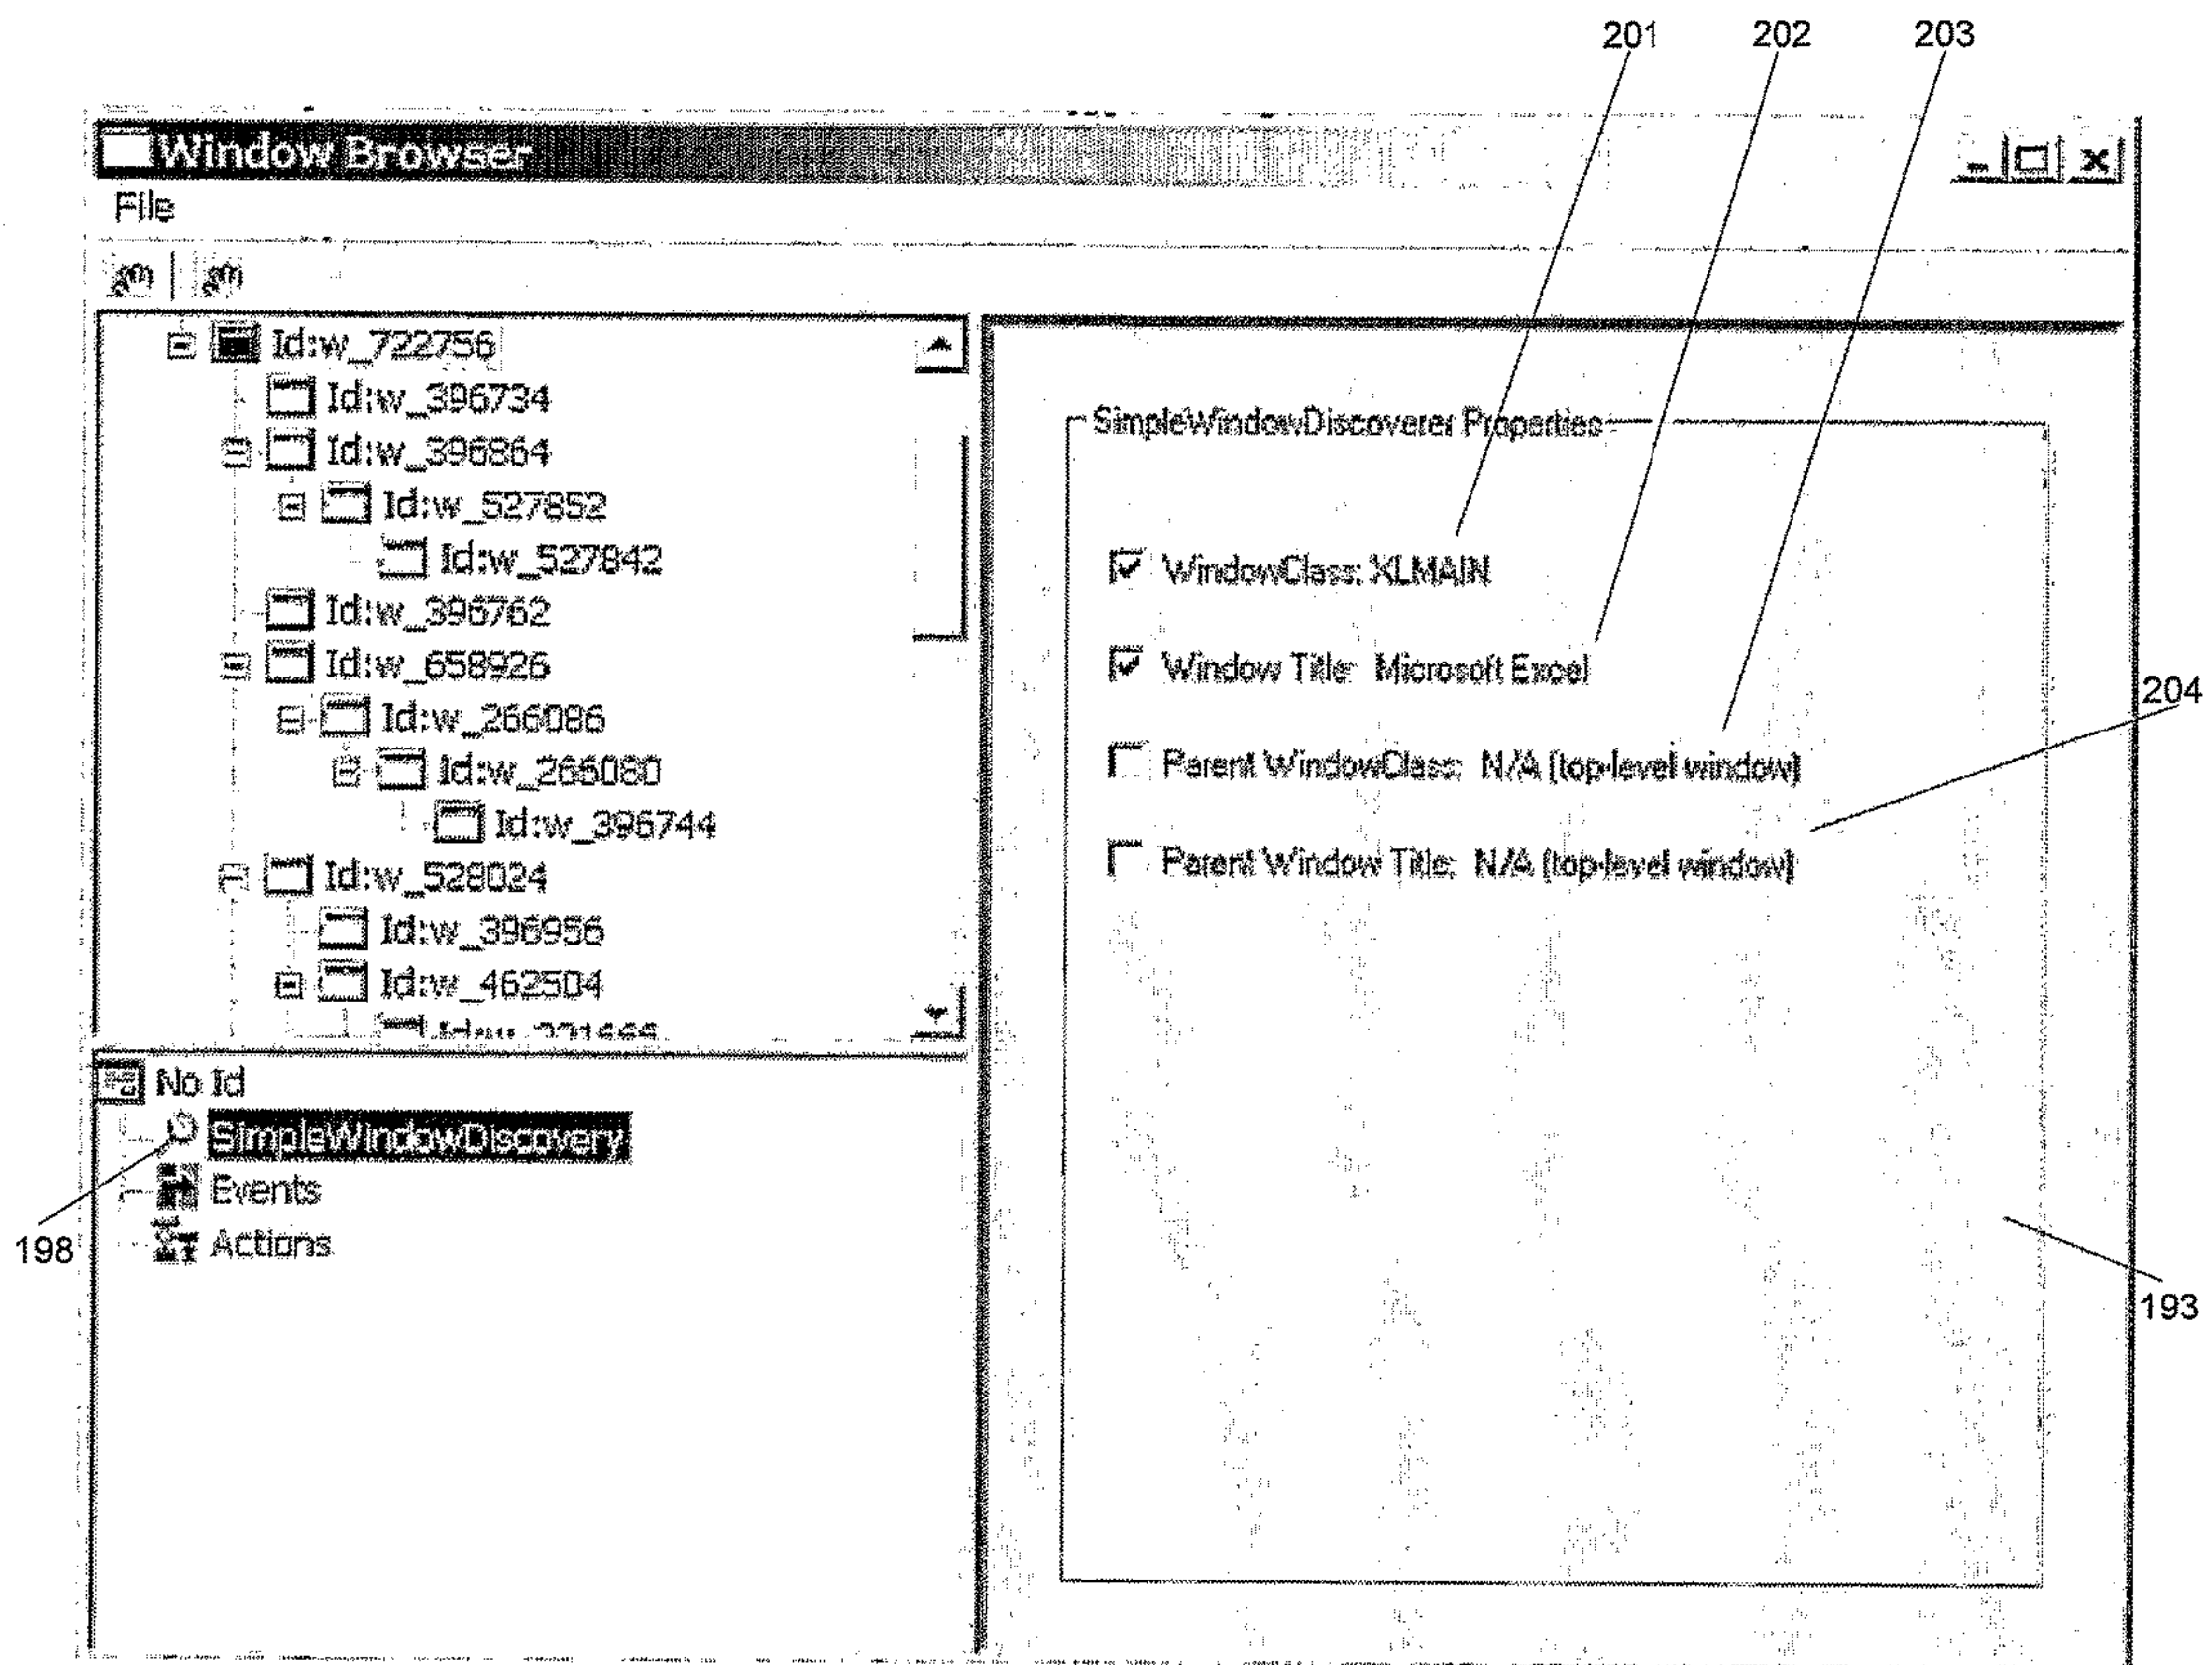 201 202 203
Window Browser
File
Id:w_722756
Id:w_396734
Id:w_396864
Id:w_527852
Id:w_527842
Id:w_396762
Id:w_658926
Id:w_266086
Id:w_266080
Id:w_396744
Id:w_528024
Id:w_396956
Id:w_462504
SimpleWindowDiscoverer Properties
WindowClass: XLMAIN
Window Title: Microsoft Excel
Parent WindowClass: N/A (top-level window)
Parent Window Title: N/A (top-level window)
204
No Id
SimpleWindowDiscovery
Events
Actions
198
193